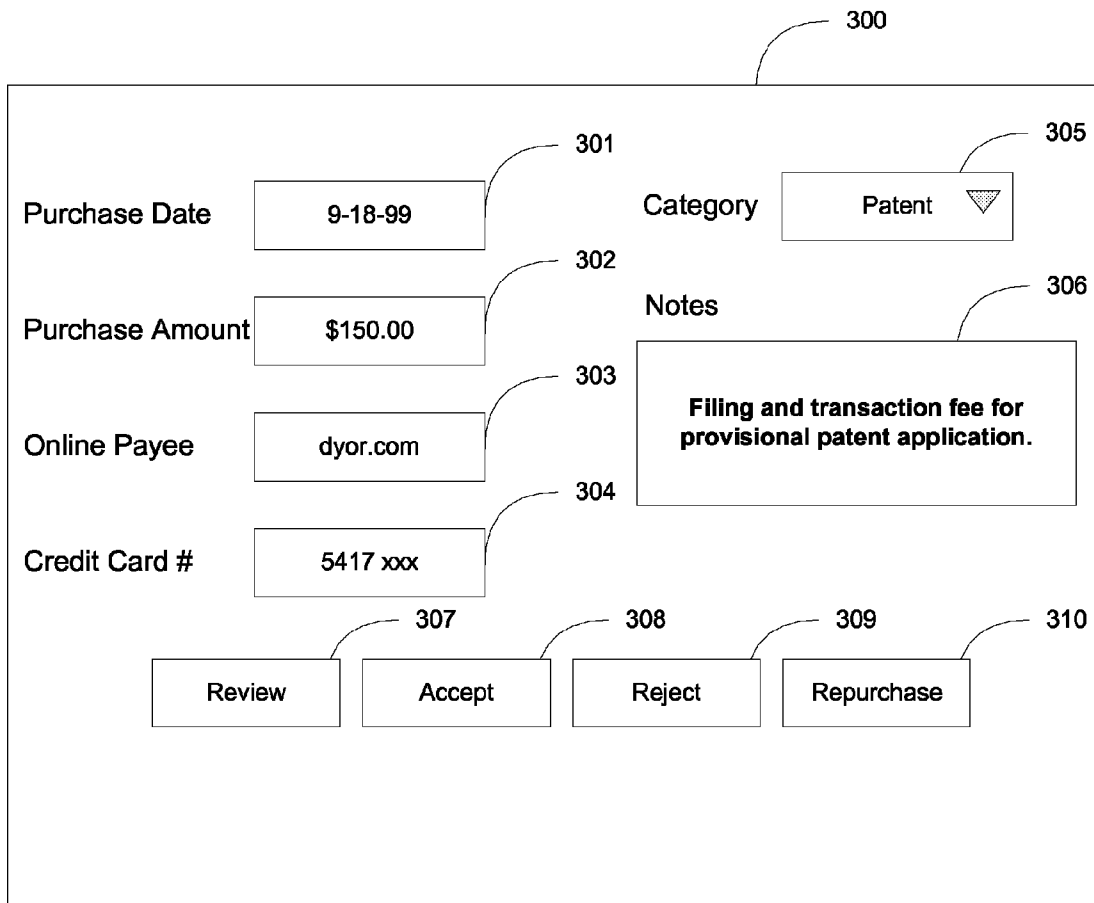 300
301
305
Purchase Date
9-18-99
Category
Patent
302
306
Purchase Amount
$150.00
Notes
303
Filing and transaction fee for
provisional patent application.
Online Payee
dyor.com
304
Credit Card #
5417 xxx
307
308
309
310
Review
Accept
Reject
Repurchase